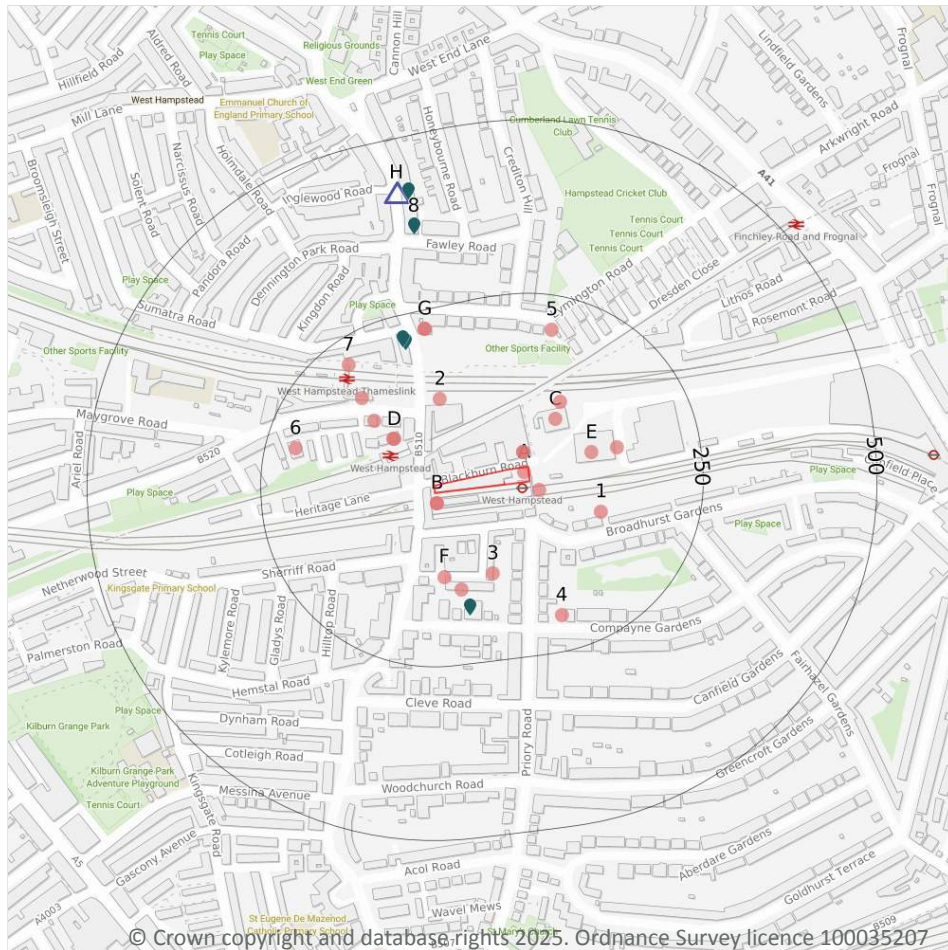 Hillfield Road
Aldred Road
Tennis Court
Play Space
Religious Grounds
Cannon Hill
West End Lane
West End Green
West Hampstead
Mill Lane
Emmanuel Church of
England Primary School
Honeybourne Road
Crediton Hill
Cumberland Lawn Tennis
Club
Lindfield Gardens
Frognal
Arkwright Road
Frognal
Frognal
A41
Broomsleigh Street
Solent Road
Narcissus Road
Holmdale Road
Inglewood Road
H
8
Hampstead Cricket Club
Tennis Court
Tennis Court
Tennis Court
Finchley Road and Frognal
Pandora Road
Dennington Park Road
Fawley Road
Kingdon Road
Play Space
Sumatra Road
Play Space
Lymington Road
Dresden Close
Lithos Road
Rosemont Road
G
5
7
Other Sports Facility
Other Sports Facility
West Hampstead Thameslink
2
C
Maygrove Road
Ariel Road
B520
6
D
B510
E
A
West Hampstead
Blackburn Road
250
500
Play Space
Heritage Lane
B
West Hampstead
1
Broadhurst Gardens
Play Space
Netherwood Street
Sherriff Road
Kingsgate Primary School
F
3
4
Compayne Gardens
Kylemore Road
Gladys Road
Hilltop Road
Palmerston Road
Hemstal Road
Canfield Gardens
Fairhazel Gardens
Play Space
Kilburn Grange Park
Dynham Road
Cleve Road
Priory Road
Greencroft Gardens
Cotleigh Road
Kilburn Grange Park
Adventure Playground
Tennis Court
Kingsgate Road
Messina Avenue
Woodchurch Road
A5
Gascony Avenue
Acol Road
Aberdare Gardens
Goldhurst Terrace
A4003
Wavel Mews
B509
St Eugene De Mazenod
Catholic Primary School
St Mary's Church
© Crown copyright and database rights 2025. Ordnance Survey licence 100035207